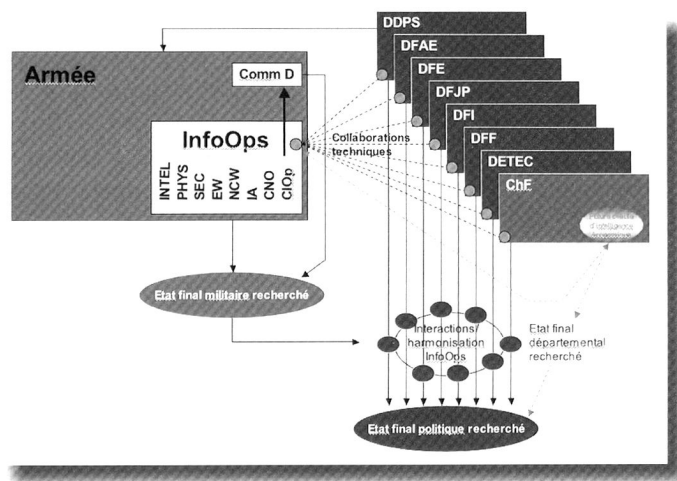 DDPS
DFAE
DFE
DFJP
DFI
DFF
DETEC
ChF
Armée
Comm D
InfoOps
INTEL
PHYS
SEC
EW
NCW
IA
CNO
CIOp
Collaborations
techniques
Etat final militaire recherché
Interactions/
harmonisation
InfoOps
Etat final
départemental
recherché
Etat final politique recherché